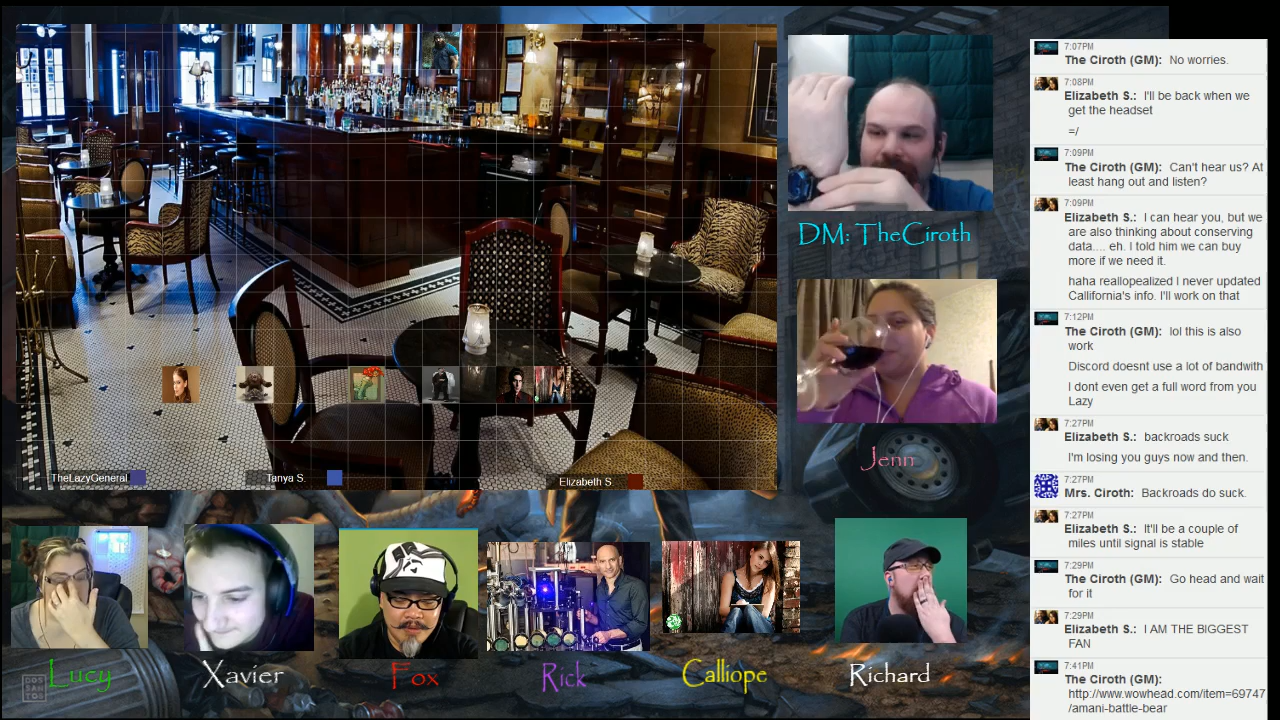 TheLazyGeneral
Tanya S.
Elizabeth S
DM: TheCiroth
Jenn
Lucy
Xavier
Fox
Rick
Calliope
Richard
DOS
SAN
TOS
7:07PM
The Ciroth (GM): No worries.
7:08PM
Elizabeth S.: I'll be back when we
get the headset
=/
7:09PM
The Ciroth (GM): Can't hear us? At
least hang out and listen?
7:09PM
Elizabeth S.: I can hear you, but we
are also thinking about conserving
data.... eh. I told him we can buy
more if we need it.
haha reallopealized I never updated
Callifornia's info. I'll work on that
7:12PM
The Ciroth (GM): lol this is also
work
Discord doesnt use a lot of bandwith
I dont even get a full word from you
Lazy
7:27PM
Elizabeth S.: backroads suck
I'm losing you guys now and then.
7:27PM
Mrs. Ciroth: Backroads do suck.
7:27PM
Elizabeth S.: It'll be a couple of
miles until signal is stable
7:29PM
The Ciroth (GM): Go head and wait
for it
7:29PM
Elizabeth S.: I AM THE BIGGEST
FAN
7:41PM
The Ciroth (GM):
http://www.wowhead.com/item=69747
/amani-battle-bear